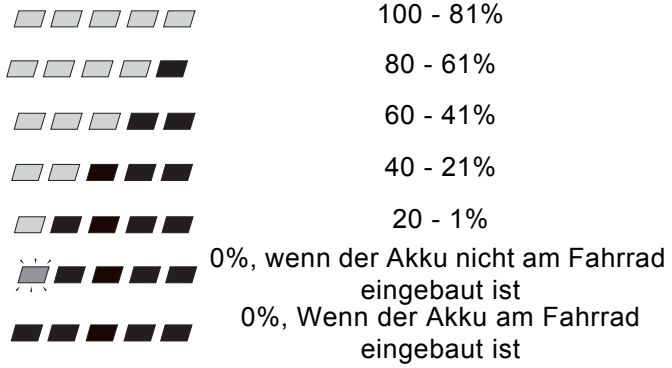 100 - 81%
80 - 61%
60 - 41%
40 - 21%
20 - 1%
0%, wenn der Akku nicht am Fahrrad
eingebaut ist
0%, Wenn der Akku am Fahrrad
eingebaut ist